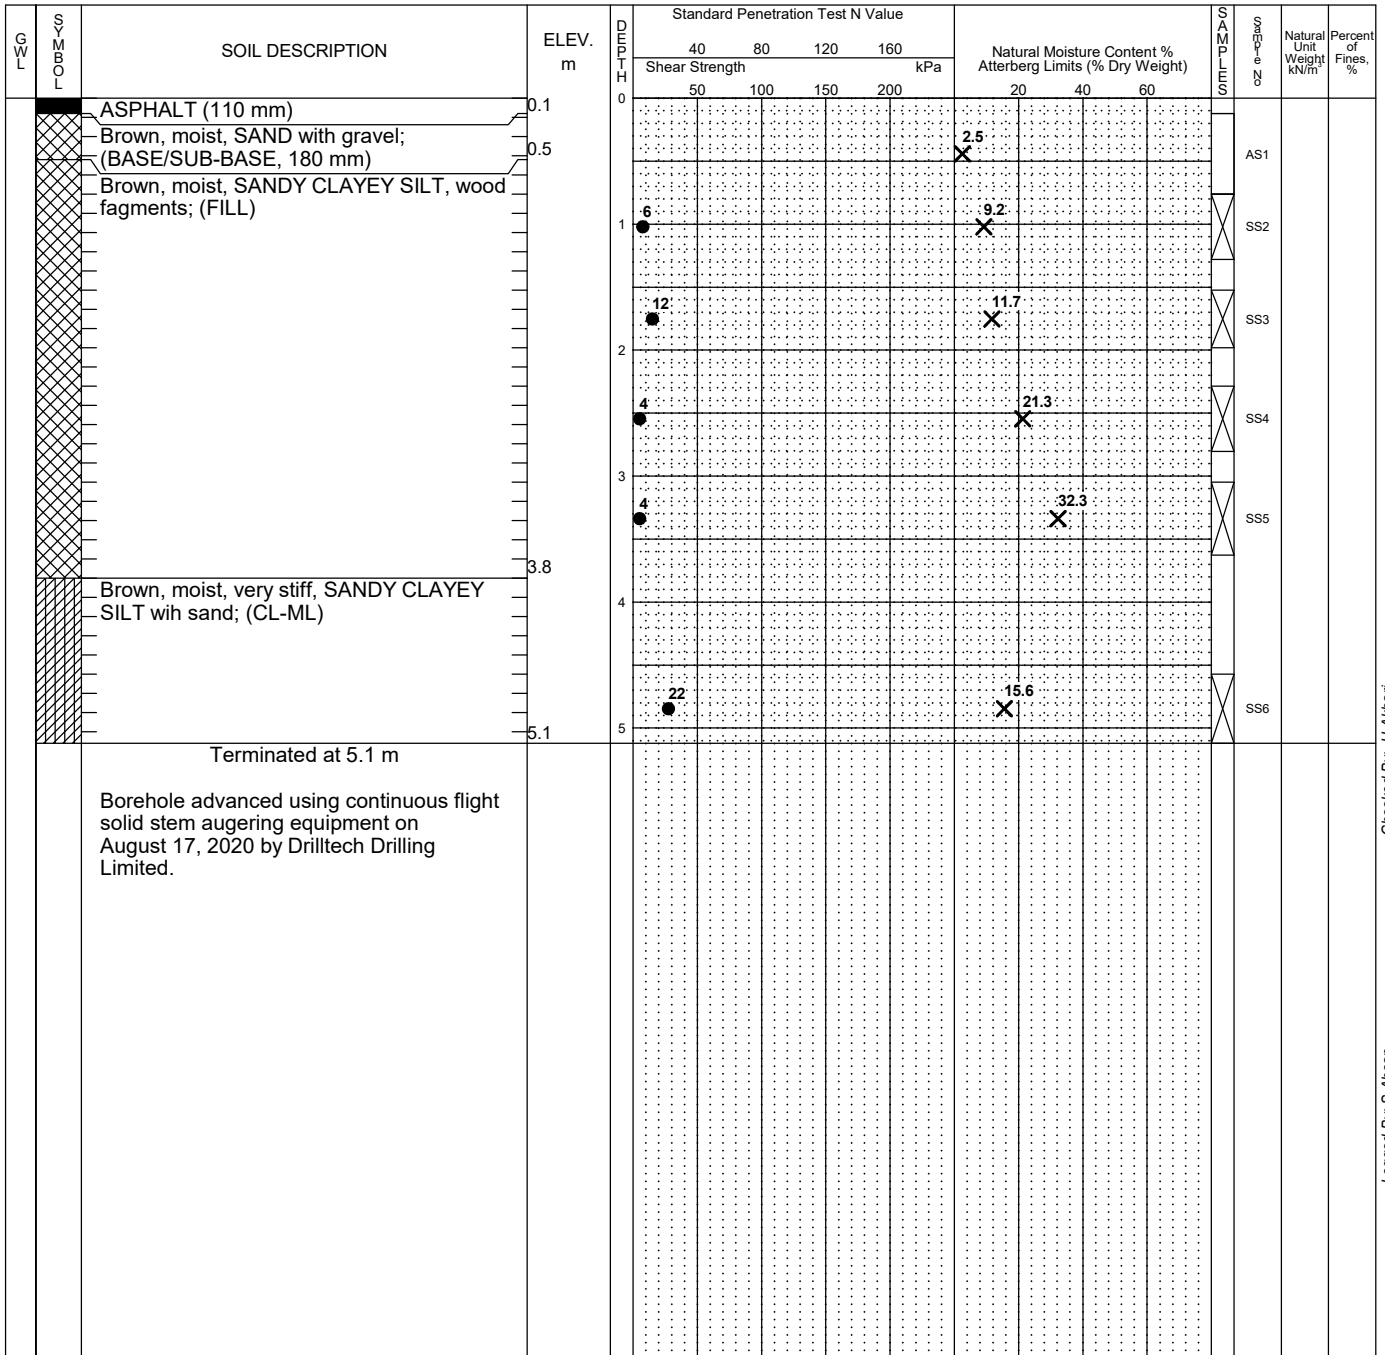 GWL
SYMBOL
SOIL DESCRIPTION
ELEV.
m
DEPTH
Standard Penetration Test N Value
40 80 120 160
Shear Strength kPa
50 100 150 200
Natural Moisture Content %
Atterberg Limits (% Dry Weight)
20 40 60
SAMPLES
Sample No
Natural
Unit
Weight
kN/m³
Percent
of
Fines,
%
0
ASPHALT (110 mm)
0.1
Brown, moist, SAND with gravel;
(BASE/SUB-BASE, 180 mm)
0.5
2.5
AS1
Brown, moist, SANDY CLAYEY SILT, wood
fagments; (FILL)
6
9.2
1
SS2
12
11.7
SS3
2
4
21.3
SS4
3
4
32.3
SS5
3.8
Brown, moist, very stiff, SANDY CLAYEY
SILT wih sand; (CL-ML)
4
22
15.6
SS6
5
5.1
Terminated at 5.1 m
Borehole advanced using continuous flight
solid stem augering equipment on
August 17, 2020 by Drilltech Drilling
Limited.